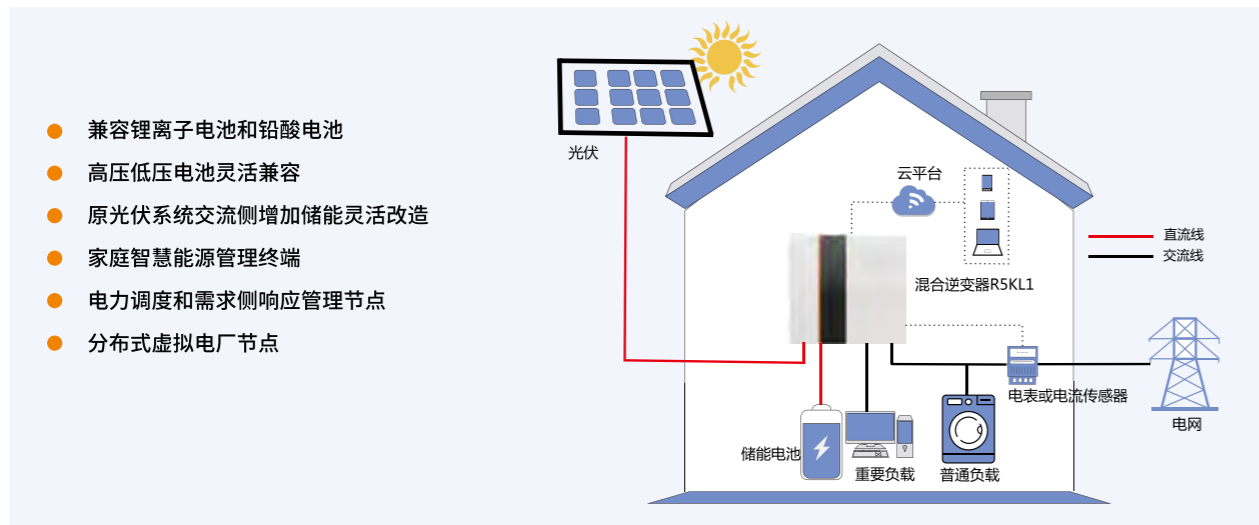 兼容锂离子电池和铅酸电池
高压低压电池灵活兼容
原光伏系统交流侧增加储能灵活改造
家庭智慧能源管理终端
电力调度和需求侧响应管理节点
分布式虚拟电厂节点
光伏
云平台
混合逆变器R5KL1
直流线
交流线
电表或电流传感器
电网
储能电池
重要负载
普通负载